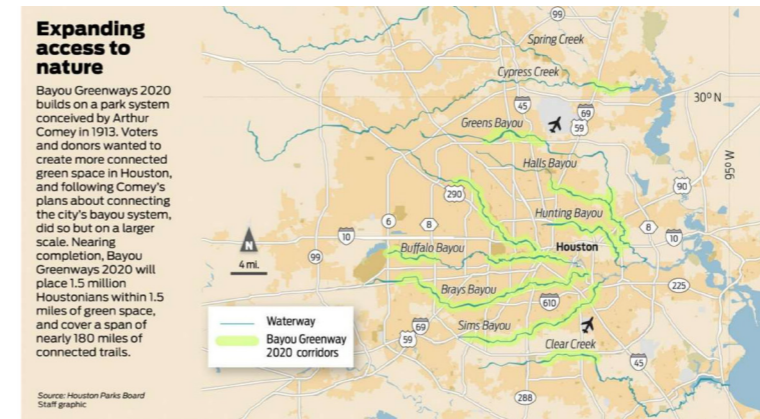 Expanding
access to
nature
Bayou Greenways 2020
builds on a park system
conceived by Arthur
Comey in 1913. Voters
and donors wanted to
create more connected
green space in Houston,
and following Comey's
plans about connecting
the city's bayou system,
did so but on a larger
scale. Nearing
completion, Bayou
Greenways 2020 will
place 1.5 million
Houstonians within 1.5
miles of green space,
and cover a span of
nearly 180 miles of
connected trails.
Source: Houston Parks Board
Staff graphic
99
Spring Creek
Cypress Creek
30° N
45
69
59
Greens Bayou
Halls Bayou
95° W
90
290
Hunting Bayou
6
8
8
10
10
N
Buffalo Bayou
Houston
99
4 mi.
Brays Bayou
225
610
Waterway
Bayou Greenway
2020 corridors
69
59
Sims Bayou
Clear Creek
45
288